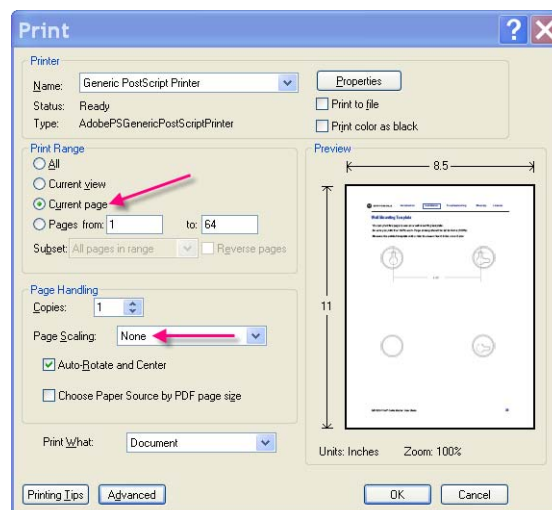 Print
Printer
Name: Generic PostScript Printer
Properties
Status: Ready
Print to file
Type: AdobePSGenericPostScriptPrinter
Print color as black
Print Range
All
Current view
Current page
Pages from: 1 to: 64
Subset: All pages in range Reverse pages
Page Handling
Copies: 1
Page Scaling: None
Auto-Rotate and Center
Choose Paper Source by PDF page size
Print What: Document
Preview
8.5
11
Wall Mounting Template
Units: Inches Zoom: 100%
Printing Tips
Advanced
OK
Cancel